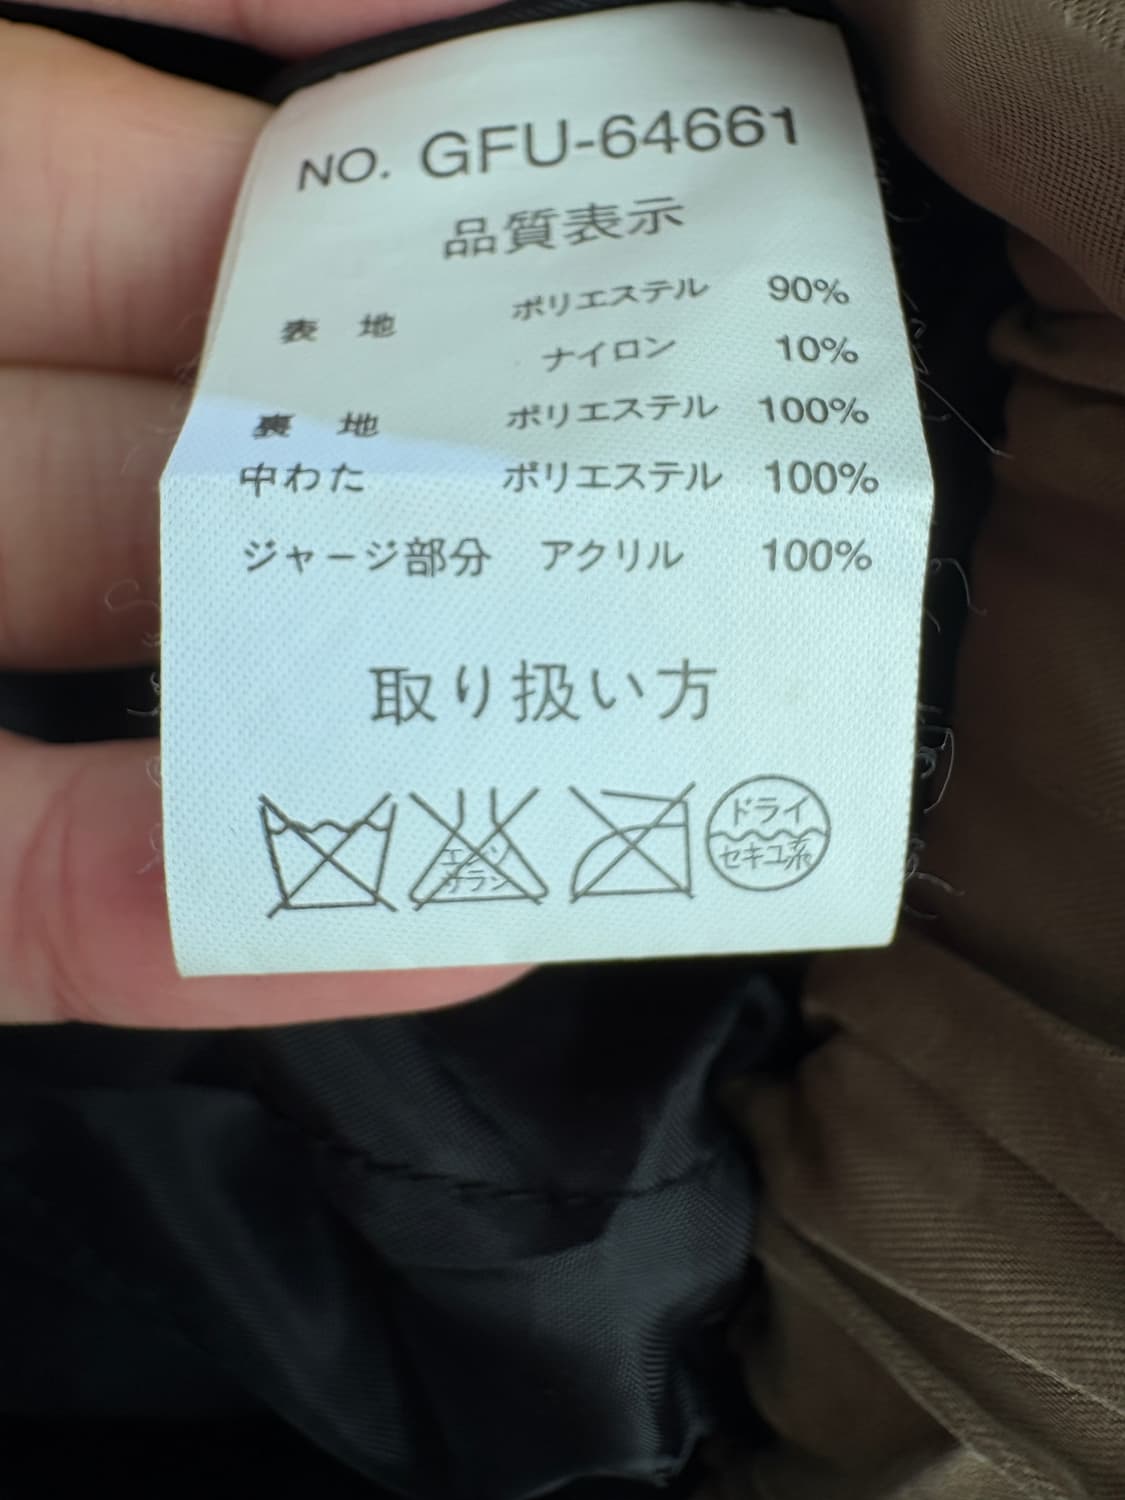 NO. GFU-64661
品質表示
表 地 ポリエステル 90%
ナイロン 10%
裏 地 ポリエステル 100%
中わた ポリエステル 100%
ジャージ部分 アクリル 100%
取り扱い方
エンソ
サラシ
ドライ
セキユ系